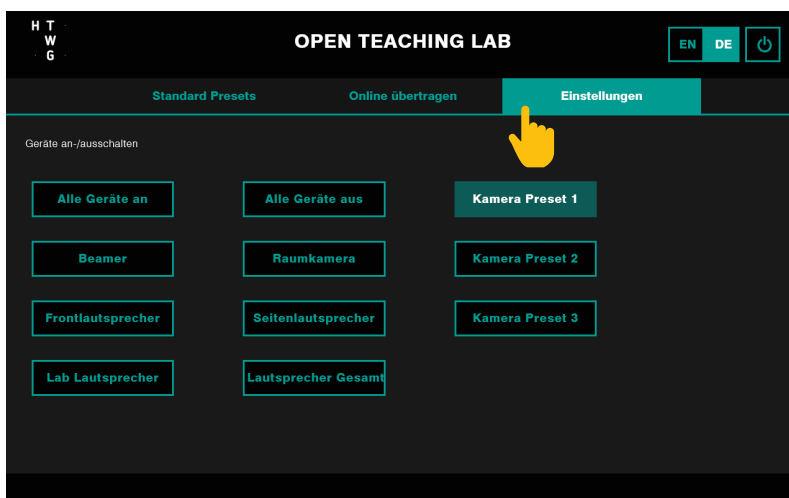 H T
W
G
OPEN TEACHING LAB
EN DE
Standard Presets Online übertragen Einstellungen
Geräte an-/ausschalten
Alle Geräte an Alle Geräte aus Kamera Preset 1
Beamer Raumkamera Kamera Preset 2
Frontlautsprecher Seitenlautsprecher Kamera Preset 3
Lab Lautsprecher Lautsprecher Gesamt